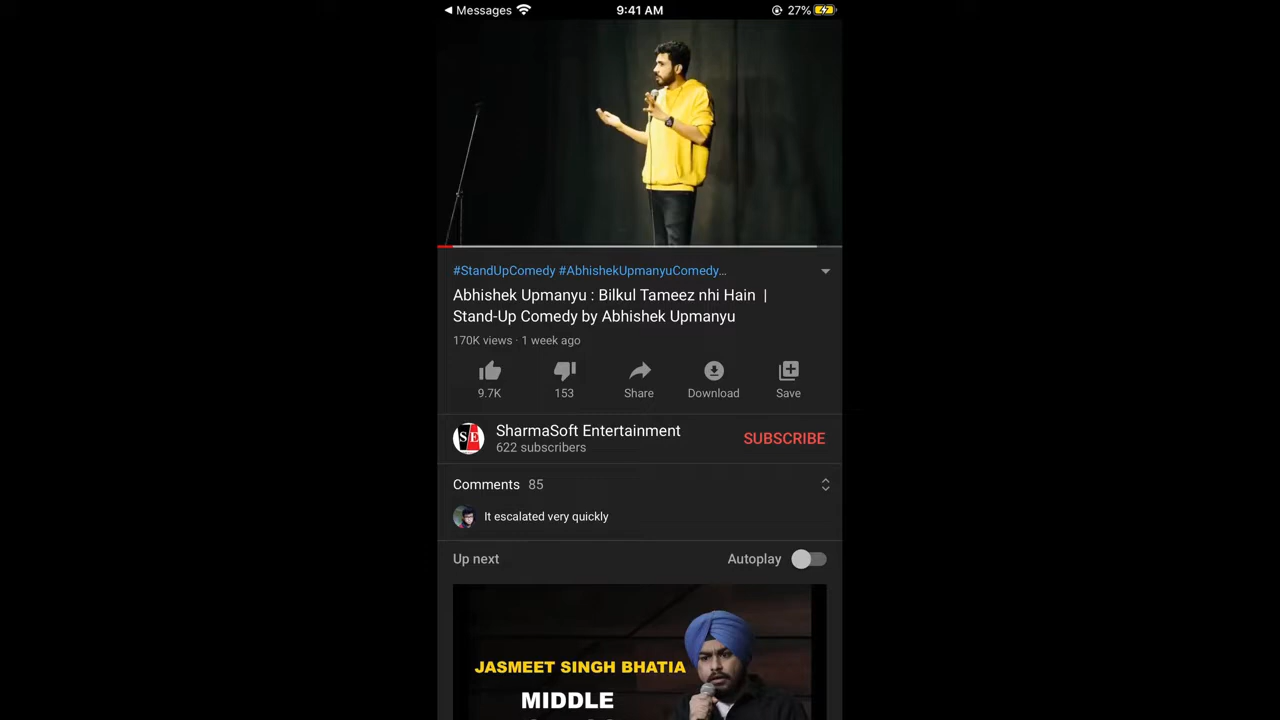 Messages
9:41 AM
27%
#StandUpComedy #AbhishekUpmanyuComedy...
Abhishek Upmanyu : Bilkul Tameez nhi Hain |
Stand-Up Comedy by Abhishek Upmanyu
170K views · 1 week ago
9.7K
153
Share
Download
Save
S E
SharmaSoft Entertainment
622 subscribers
SUBSCRIBE
Comments 85
It escalated very quickly
Up next
Autoplay
JASMEET SINGH BHATIA
MIDDLE